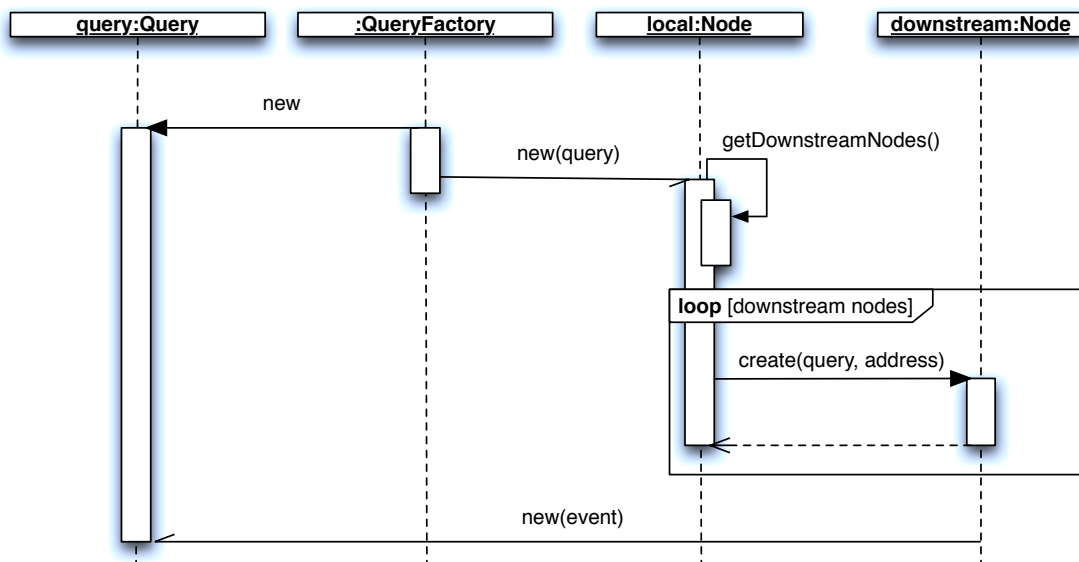 query:Query
:QueryFactory
local:Node
downstream:Node
new
getDownstreamNodes()
new(query)
loop [downstream nodes]
create(query, address)
new(event)